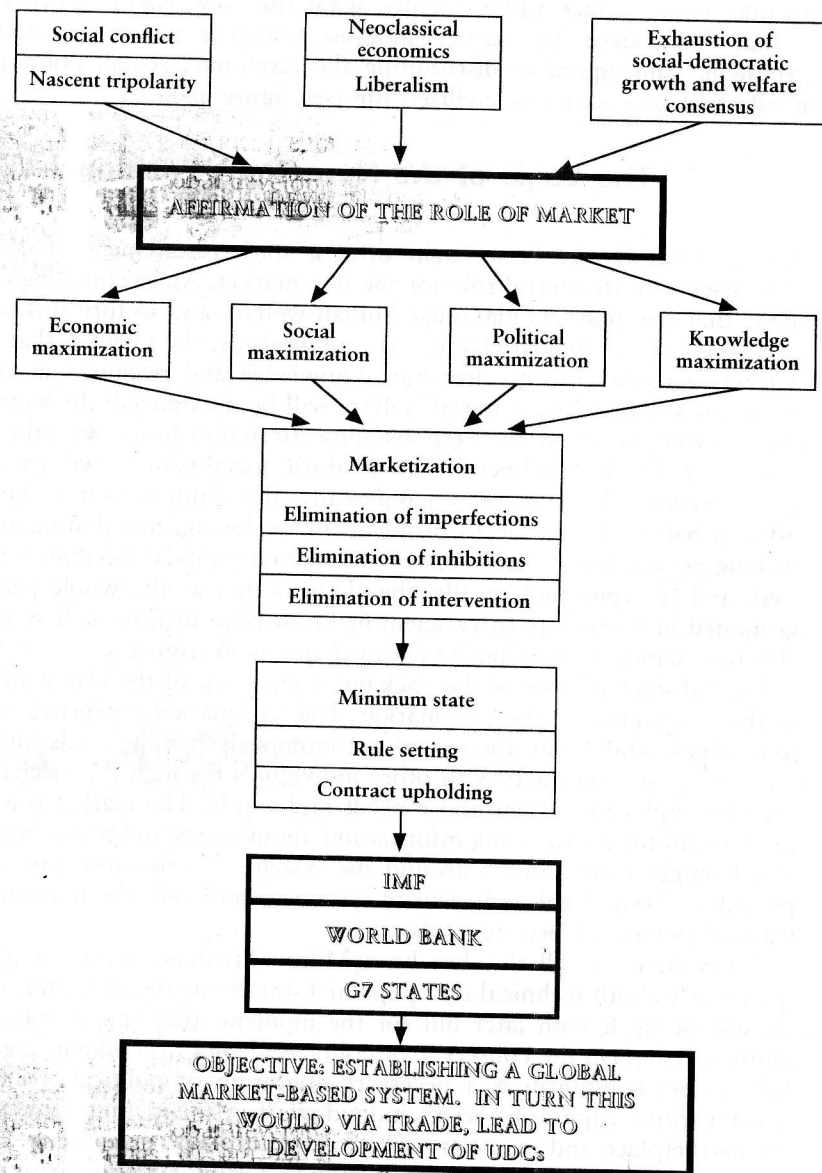 Social conflict
Nascent tripolarity
Neoclassical
economics
Liberalism
Exhaustion of
social-democratic
growth and welfare
consensus
AFFIRMATION OF THE ROLE OF MARKET
Economic
maximization
Social
maximization
Political
maximization
Knowledge
maximization
Marketization
Elimination of imperfections
Elimination of inhibitions
Elimination of intervention
Minimum state
Rule setting
Contract upholding
IMF
WORLD BANK
G7 STATES
OBJECTIVE: ESTABLISHING A GLOBAL
MARKET-BASED SYSTEM. IN TURN THIS
WOULD, VIA TRADE, LEAD TO
DEVELOPMENT OF UDCs